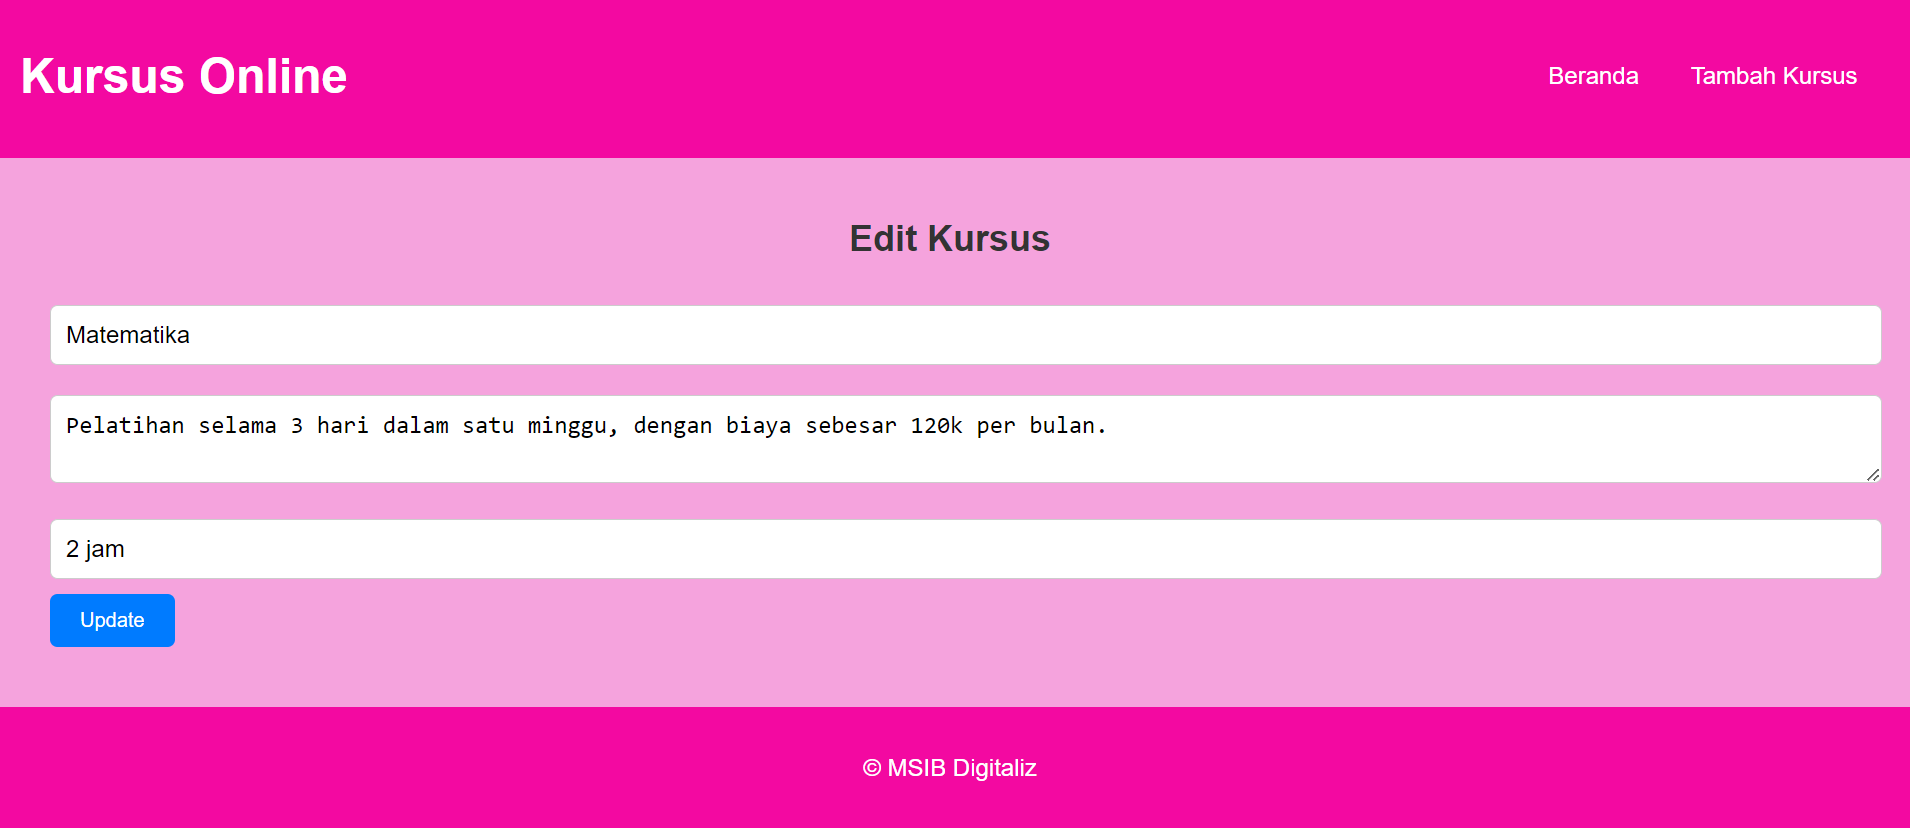 Kursus Online
Beranda
Tambah Kursus
Edit Kursus
Matematika
Pelatihan selama 3 hari dalam satu minggu, dengan biaya sebesar 120k per bulan.
2 jam
Update
© MSIB Digitaliz